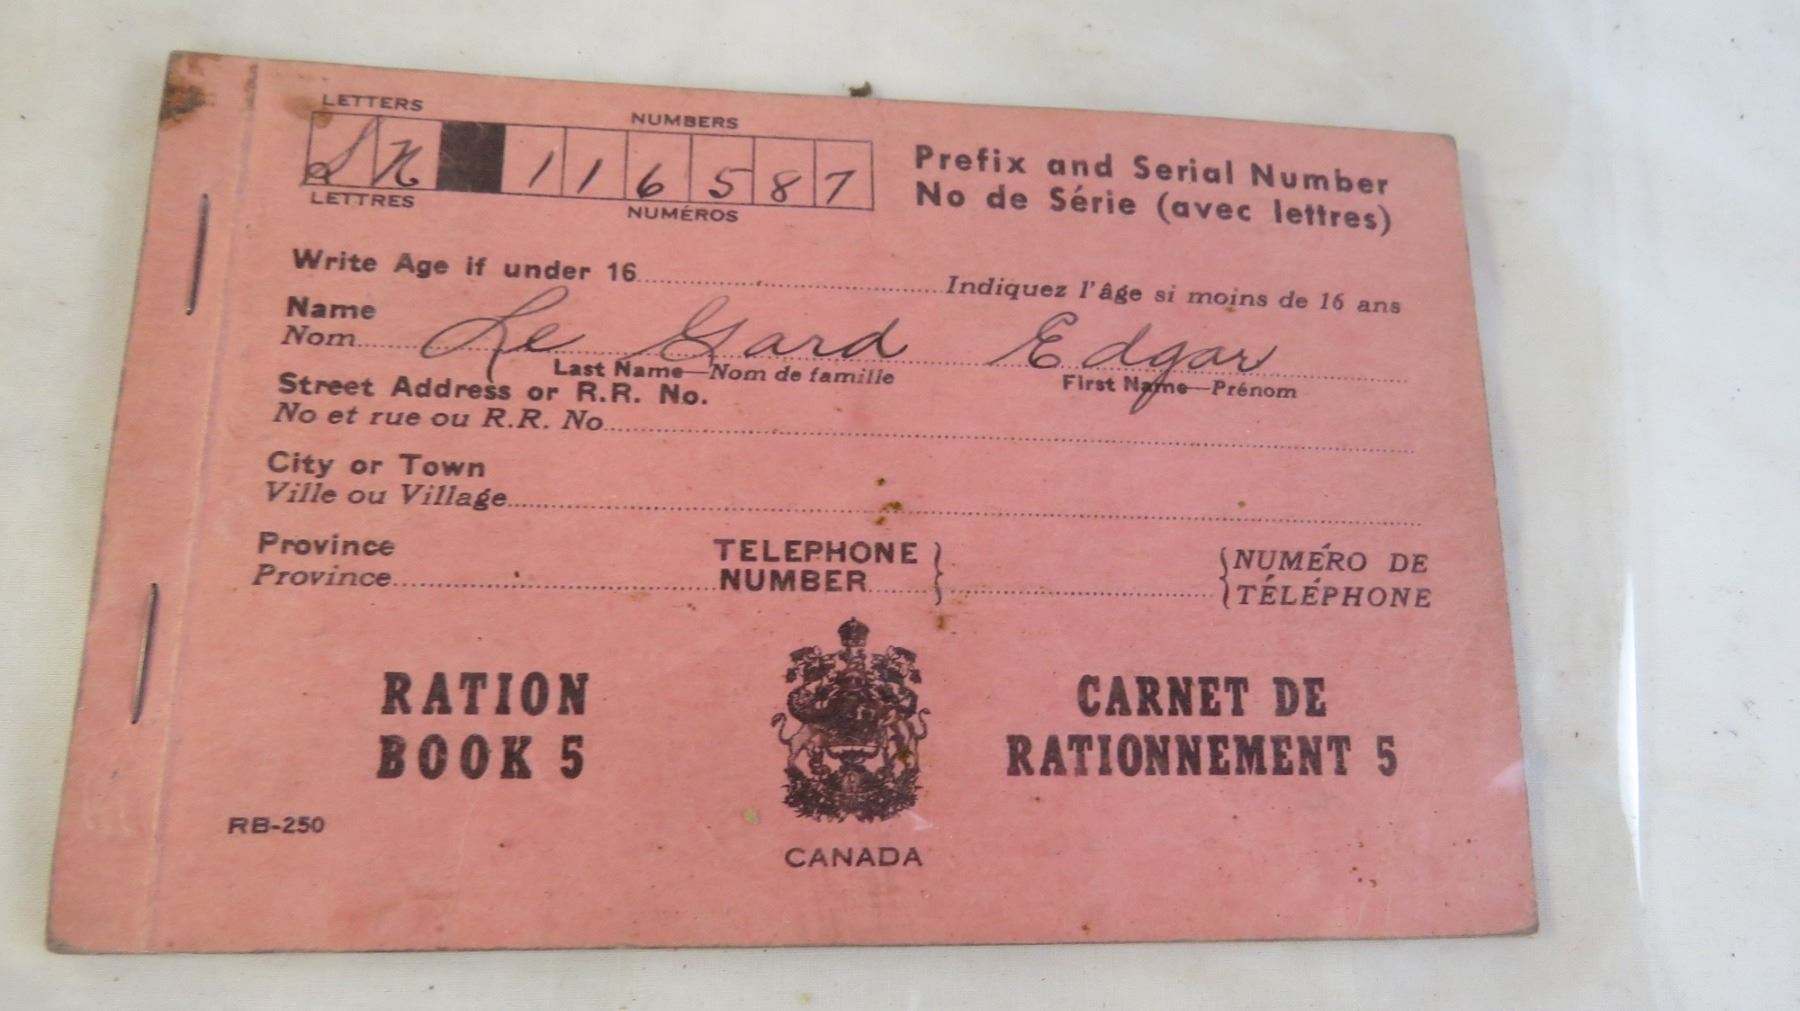 LETTERS NUMBERS
SN 116587
LETTRES NUMÉROS
Prefix and Serial Number
No de Série (avec lettres)
Write Age if under 16 Indiquez l'âge si moins de 16 ans
Name
Nom Le Gard Edgar
Last Name—Nom de famille First Name—Prénom
Street Address or R.R. No.
No et rue ou R.R. No
City or Town
Ville ou Village
Province
Province
TELEPHONE
NUMBER
NUMÉRO DE
TÉLÉPHONE
RATION
BOOK 5
CARNET DE
RATIONNEMENT 5
RB-250
CANADA